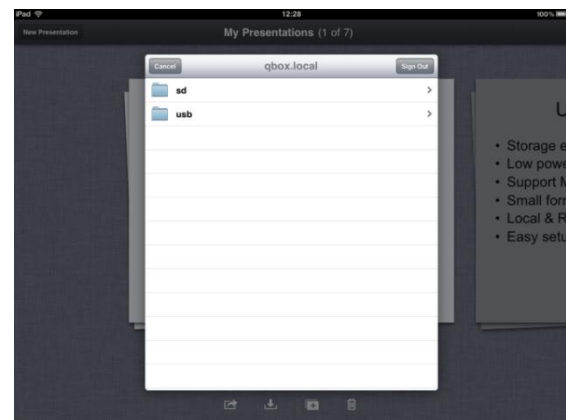 iPad 12:28 100%
New Presentation My Presentations (1 of 7)
Cancel qbox.local Sign Out
sd
usb
U
• Storage e
• Low powe
• Support M
• Small form
• Local & R
• Easy setu